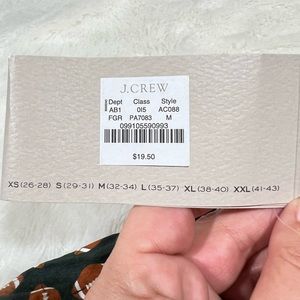 J.CREW
Dept Class Style
AB1 0I5 AC088
FGR PA7083 M
099105590993
$19.50
XS(26-28) S(29-31) M(32-34) L(35-37) XL(38-40) XXL(41-43)